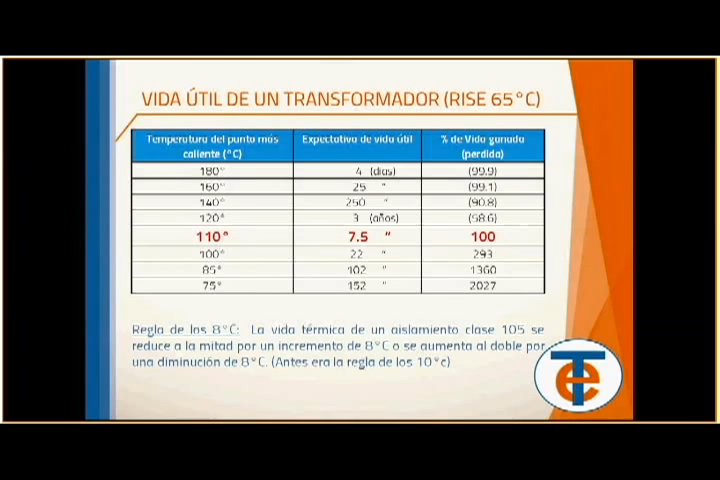 VIDA ÚTIL DE UN TRANSFORMADOR (RISE 65°C)
Temperatura del punto más caliente (°C) Expectativa de vida útil % de Vida ganada (perdida)
180° 4 (días) (99.9)
160° 25 " (99.1)
140° 250 " (90.8)
120° 3 (años) (58.6)
110° 7.5 " 100
100° 22 " 293
85° 102 " 1360
75° 152 " 2027
Regla de los 8°C: La vida térmica de un aislamiento clase 105 se
reduce a la mitad por un incremento de 8°C o se aumenta al doble por
una diminución de 8°C. (Antes era la regla de los 10°c)
Te